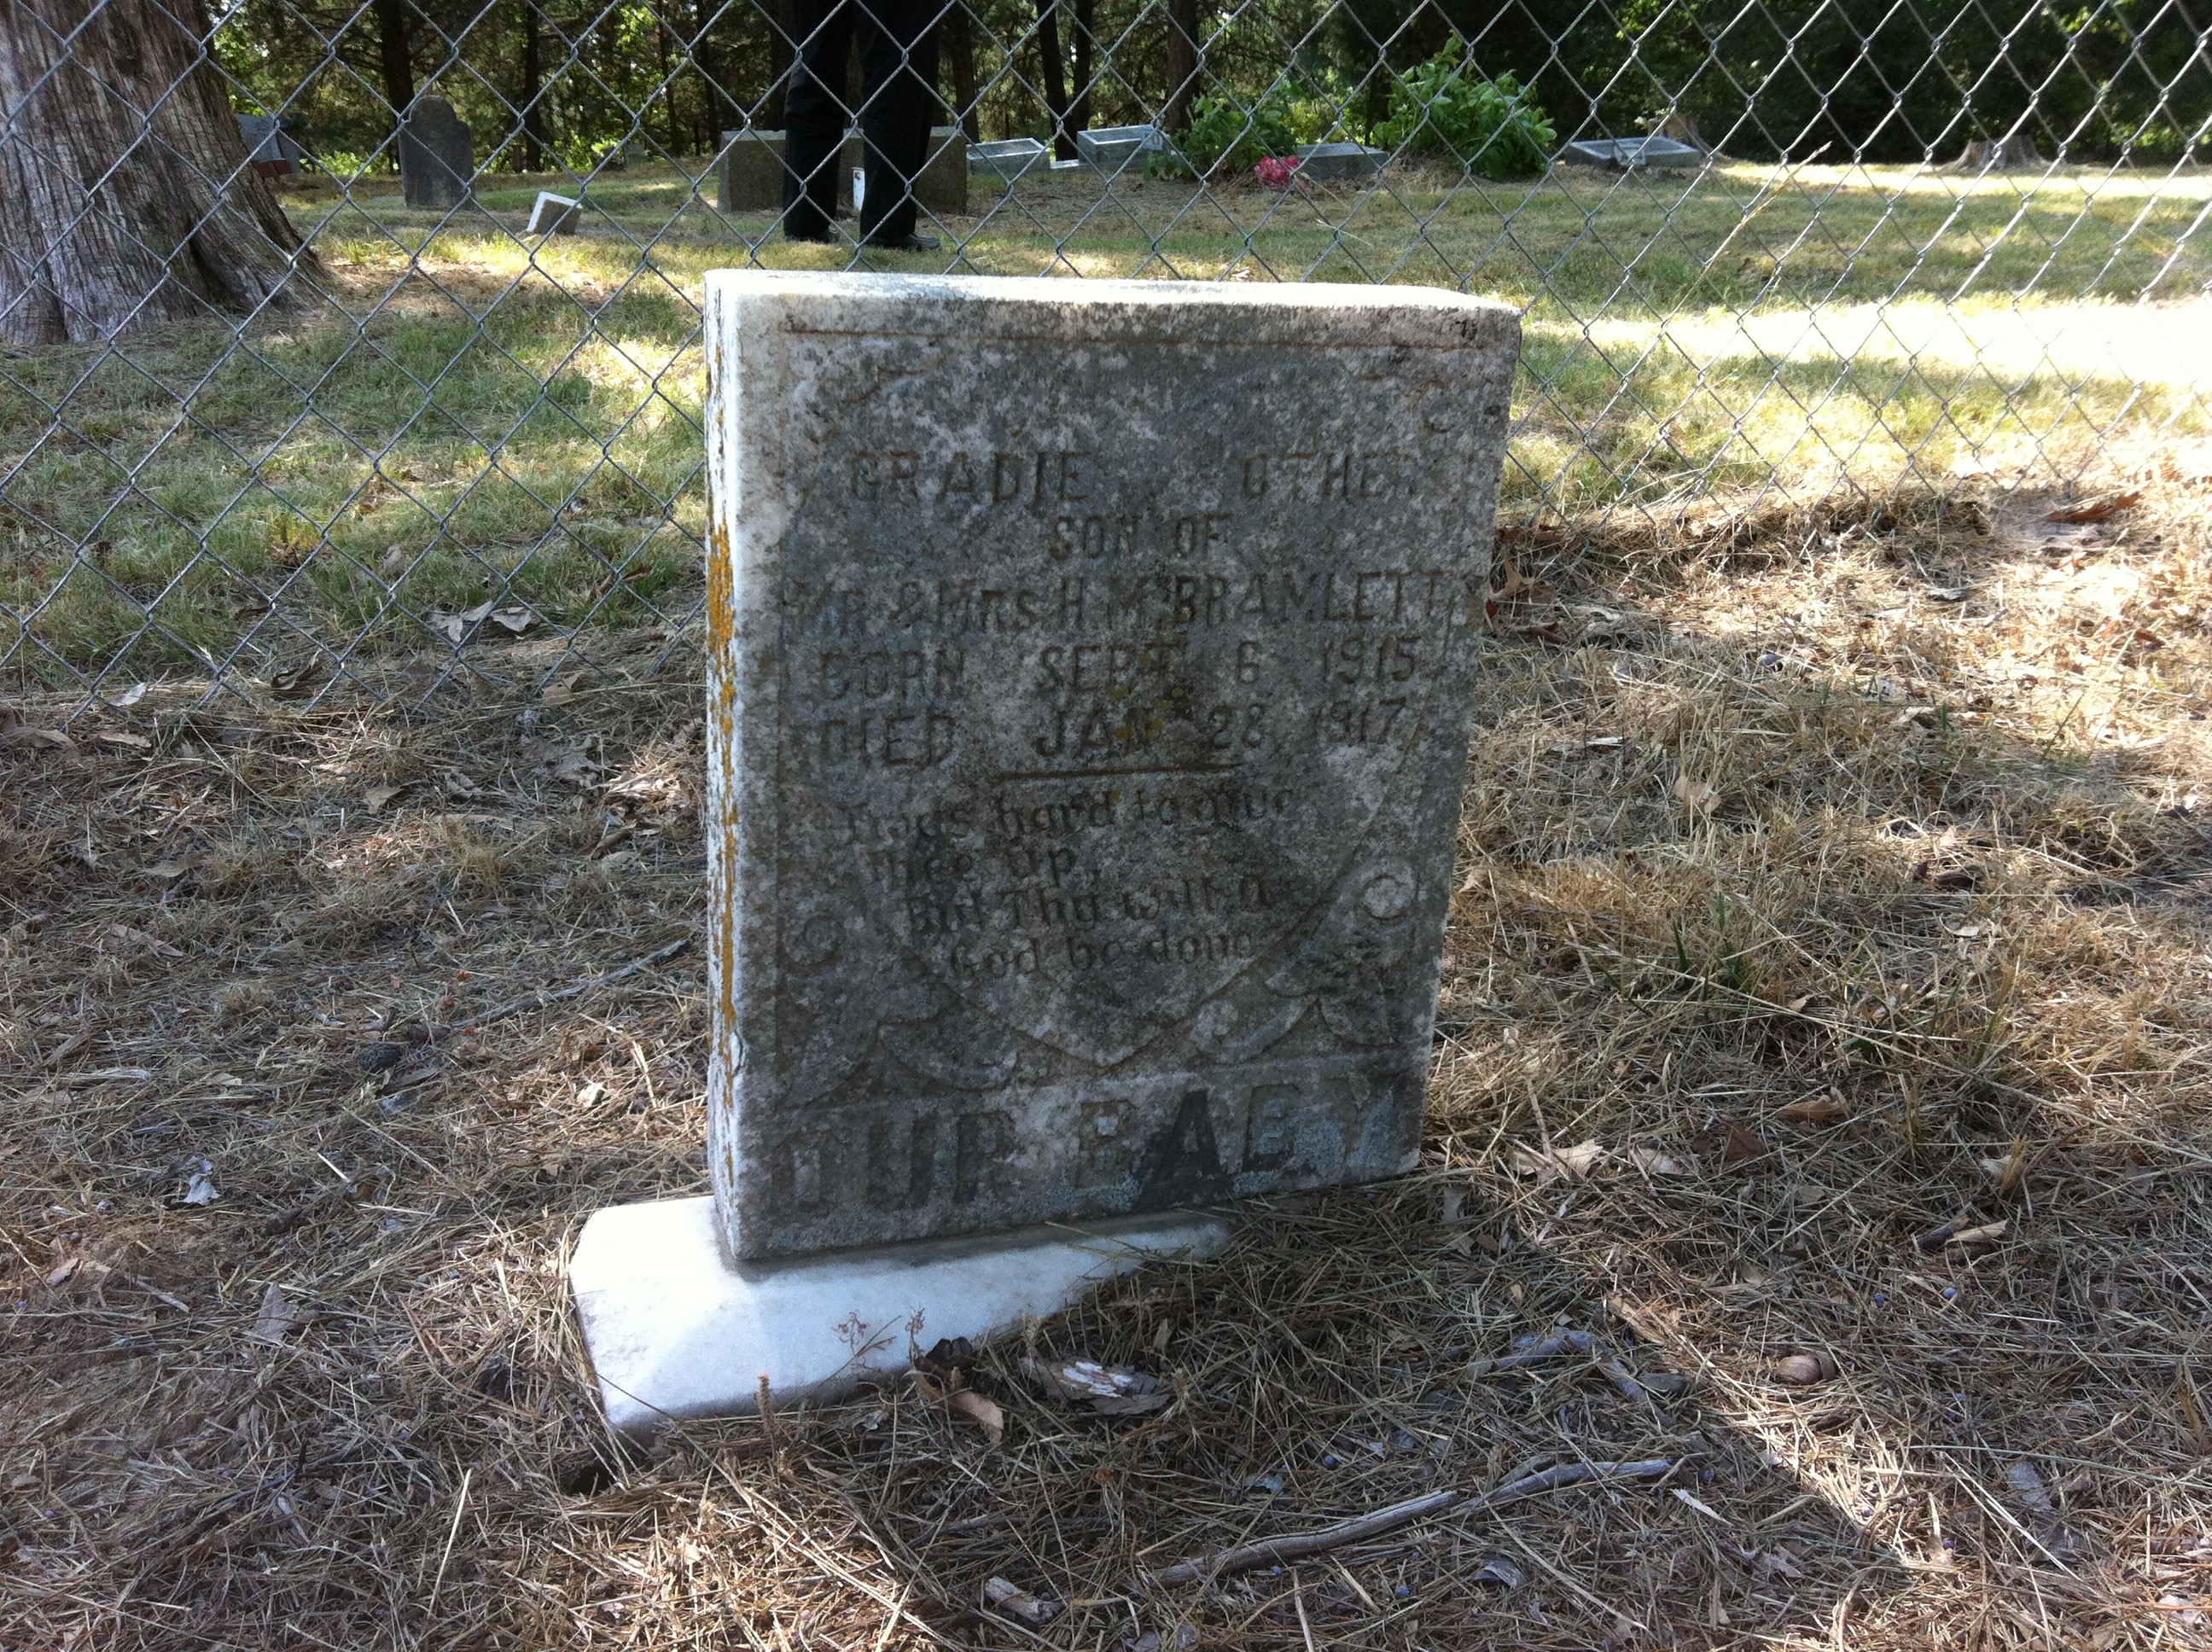 GRADIE OTHER
SON OF
MR & MRS. H. M. BRAMLETT
BORN SEPT 6 1915
DIED JAN 28 1917
Twas hard to give
thee up,
But Thy will O
God be done
OUR BABY